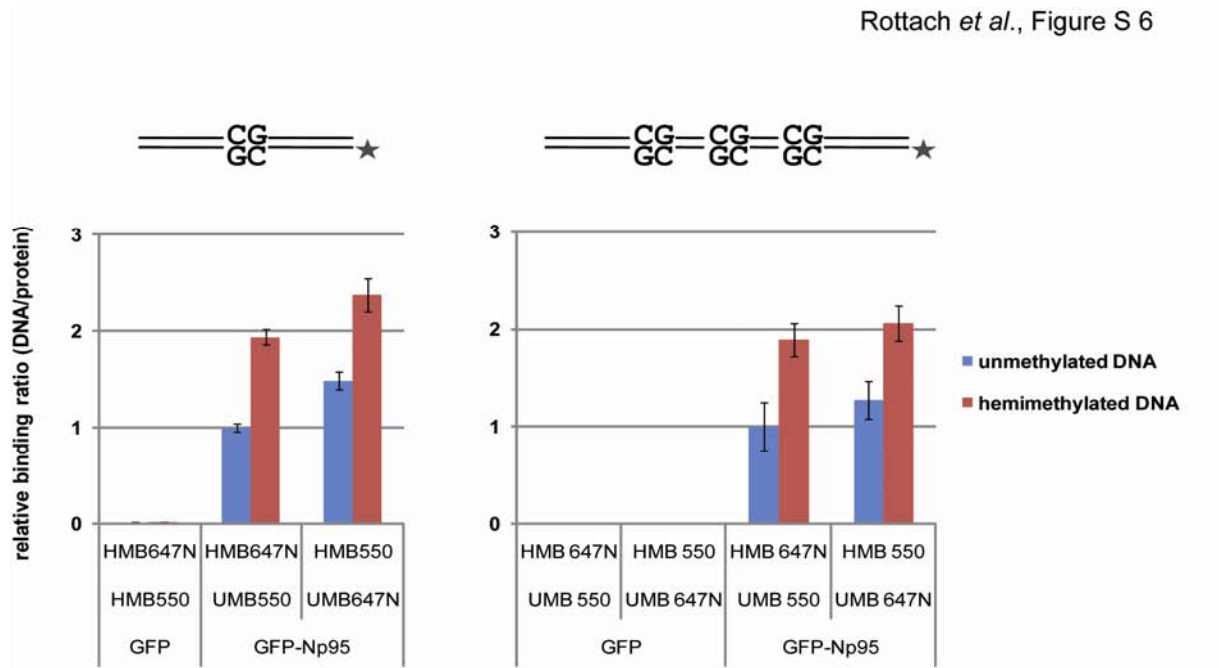 Rottach et al., Figure S 6
CG
GC
CG CG CG
GC GC GC
relative binding ratio (DNA/protein)
3
2
1
0
HMB647N HMB647N HMB550
HMB550 UMB550 UMB647N
GFP GFP-Np95
3
2
1
0
HMB 647N HMB 550 HMB 647N HMB 550
UMB 550 UMB 647N UMB 550 UMB 647N
GFP GFP-Np95
unmethylated DNA
hemimethylated DNA